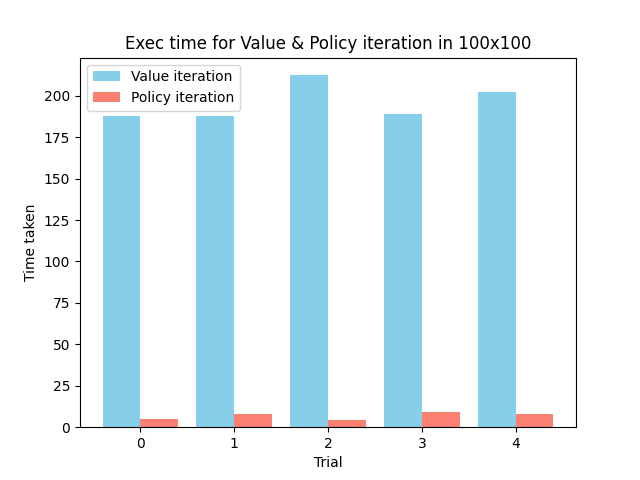 Exec time for Value & Policy iteration in 100x100
Value iteration
Policy iteration
200
175
150
125
100
75
50
25
0
Time taken
0 1 2 3 4
Trial